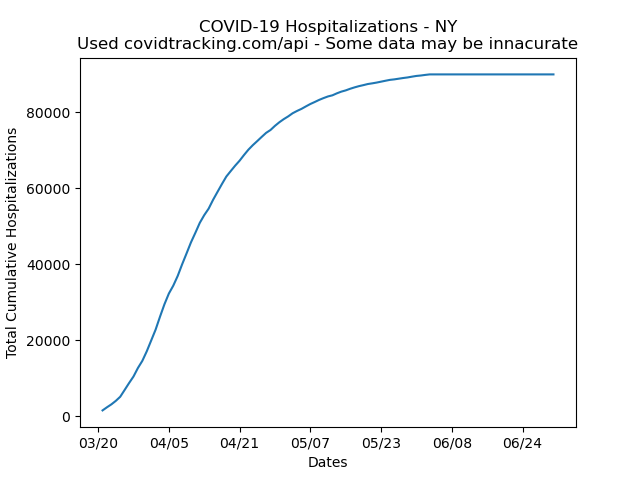 COVID-19 Hospitalizations - NY
Used covidtracking.com/api - Some data may be innacurate
80000
60000
40000
20000
0
Total Cumulative Hospitalizations
03/20 04/05 04/21 05/07 05/23 06/08 06/24
Dates